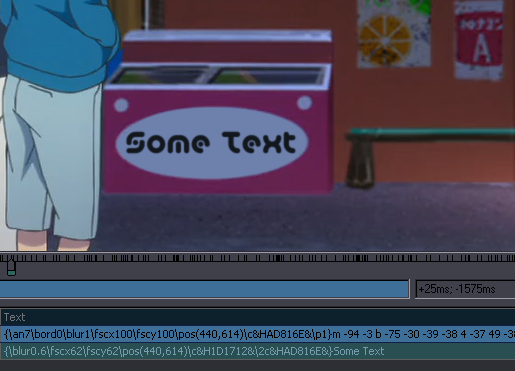 Some Text
A
+25ms; -1575ms
Text
{\an7\bord0\blur1\fscx100\fscy100\pos(440,614)\c&HAD816E&\p1}m -94 -3 b -75 -30 -39 -38 4 -37 49 -38
{\blur0.6\fscx62\fscy62\pos(440,614)\c&H1D1712&\2c&HAD816E&}Some Text